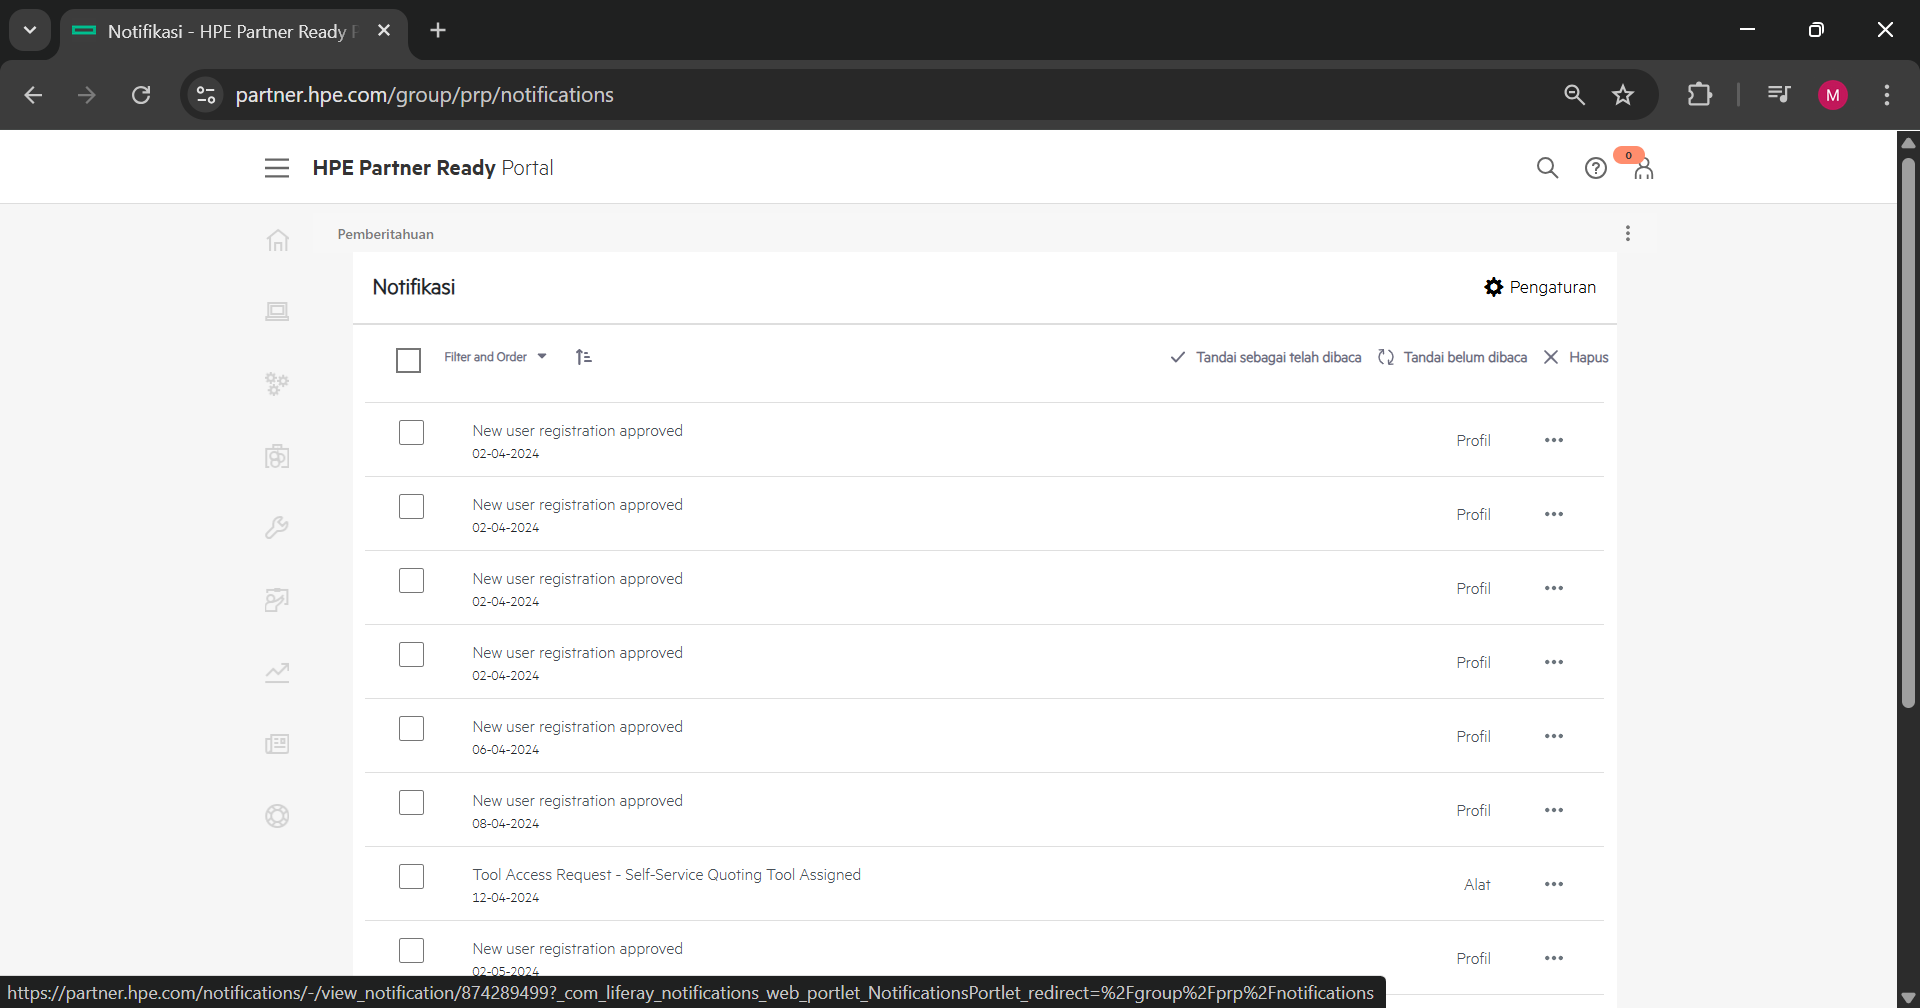 Notifikasi - HPE Partner Ready P
partner.hpe.com/group/prp/notifications
M
HPE Partner Ready Portal
0
Pemberitahuan
Notifikasi
Pengaturan
Filter and Order
Tandai sebagai telah dibaca
Tandai belum dibaca
Hapus
New user registration approved
02-04-2024
Profil
New user registration approved
02-04-2024
Profil
New user registration approved
02-04-2024
Profil
New user registration approved
02-04-2024
Profil
New user registration approved
06-04-2024
Profil
New user registration approved
08-04-2024
Profil
Tool Access Request - Self-Service Quoting Tool Assigned
12-04-2024
Alat
New user registration approved
02-05-2024
Profil
https://partner.hpe.com/notifications/-/view_notification/874289499?_com_liferay_notifications_web_portlet_NotificationsPortlet_redirect=%2Fgroup%2Fprp%2Fnotifications